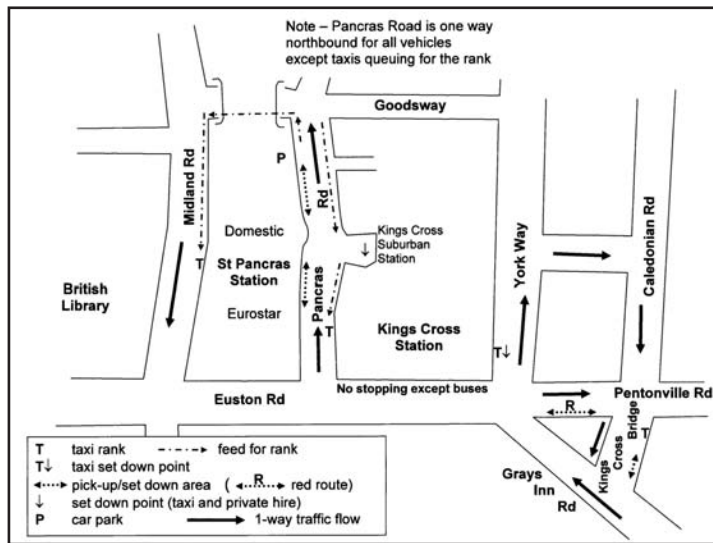 Note – Pancras Road is one way
northbound for all vehicles
except taxis queuing for the rank
Goodsway
P
Midland Rd
Rd
Domestic
Kings Cross
Suburban
Station
York Way
Caledonian Rd
T
St Pancras
Station
British
Library
Pancras
Eurostar
T
Kings Cross
Station
T↓
Euston Rd
No stopping except buses
Pentonville Rd
R
Kings Cross Bridge
T
Grays
Inn
Rd
T taxi rank feed for rank
T↓ taxi set down point
pick-up/set down area ( R red route)
↓ set down point (taxi and private hire)
P car park 1-way traffic flow